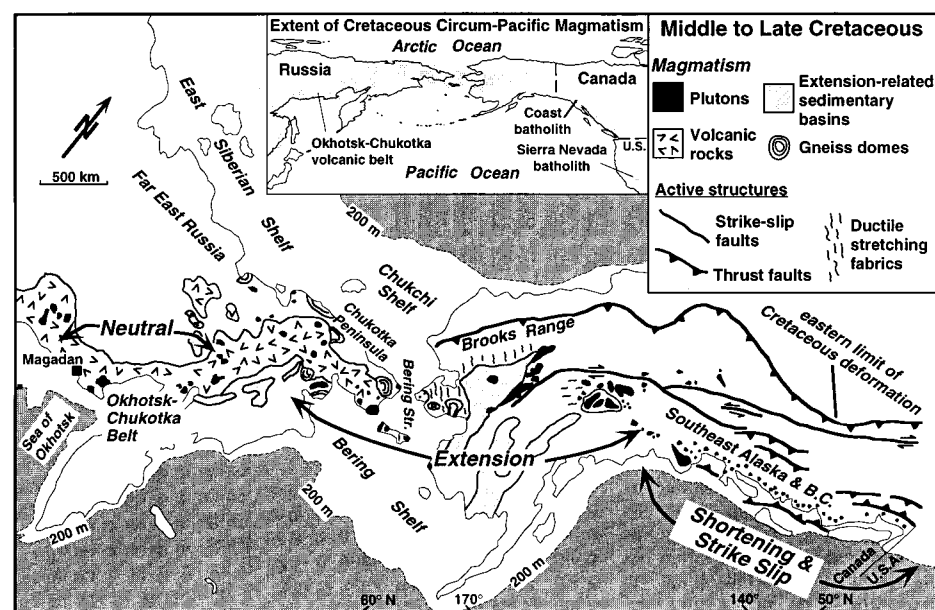 Extent of Cretaceous Circum-Pacific Magmatism
Arctic Ocean
Russia
Canada
Coast
batholith
U.S.
Okhotsk-Chukotka
volcanic belt
Sierra Nevada
batholith
Pacific Ocean
Middle to Late Cretaceous
Magmatism
Plutons
Extension-related
sedimentary
basins
Volcanic
rocks
Gneiss domes
Active structures
Strike-slip
faults
Ductile
stretching
fabrics
Thrust faults
N
500 km
East
Siberian
Shelf
Far East Russia
200 m
Chukchi
Shelf
Chukotka
Peninsula
Bering Str.
Brooks Range
eastern limit of
Cretaceous deformation
Neutral
Magadan
Sea of
Okhotsk
Okhotsk-
Chukotka
Belt
Extension
Bering
Shelf
Southeast Alaska & B.C.
Shortening &
Strike Slip
200 m
200 m
200 m
Canada
U.S.A.
60° N
170°
140°
50° N